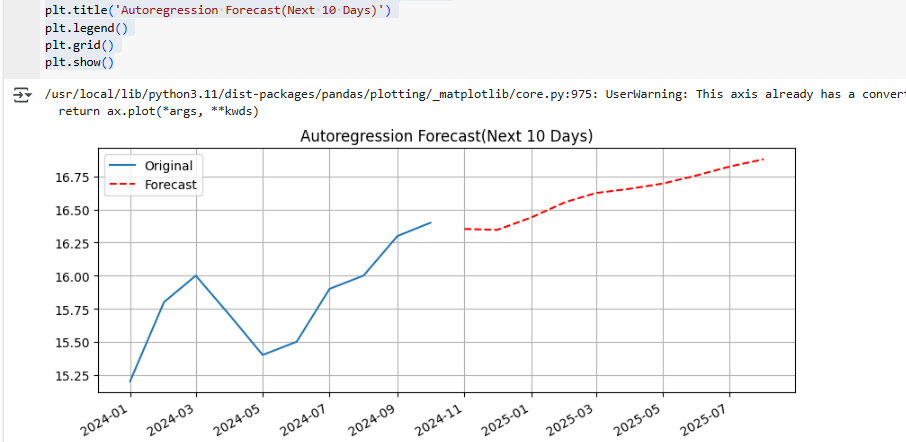 plt.title('Autoregression Forecast(Next 10 Days)')
plt.legend()
plt.grid()
plt.show()
/usr/local/lib/python3.11/dist-packages/pandas/plotting/_matplotlib/core.py:975: UserWarning: This axis already has a convert
return ax.plot(*args, **kwds)
Autoregression Forecast(Next 10 Days)
Original
Forecast
16.75
16.50
16.25
16.00
15.75
15.50
15.25
2024-01
2024-03
2024-05
2024-07
2024-09
2024-11
2025-01
2025-03
2025-05
2025-07